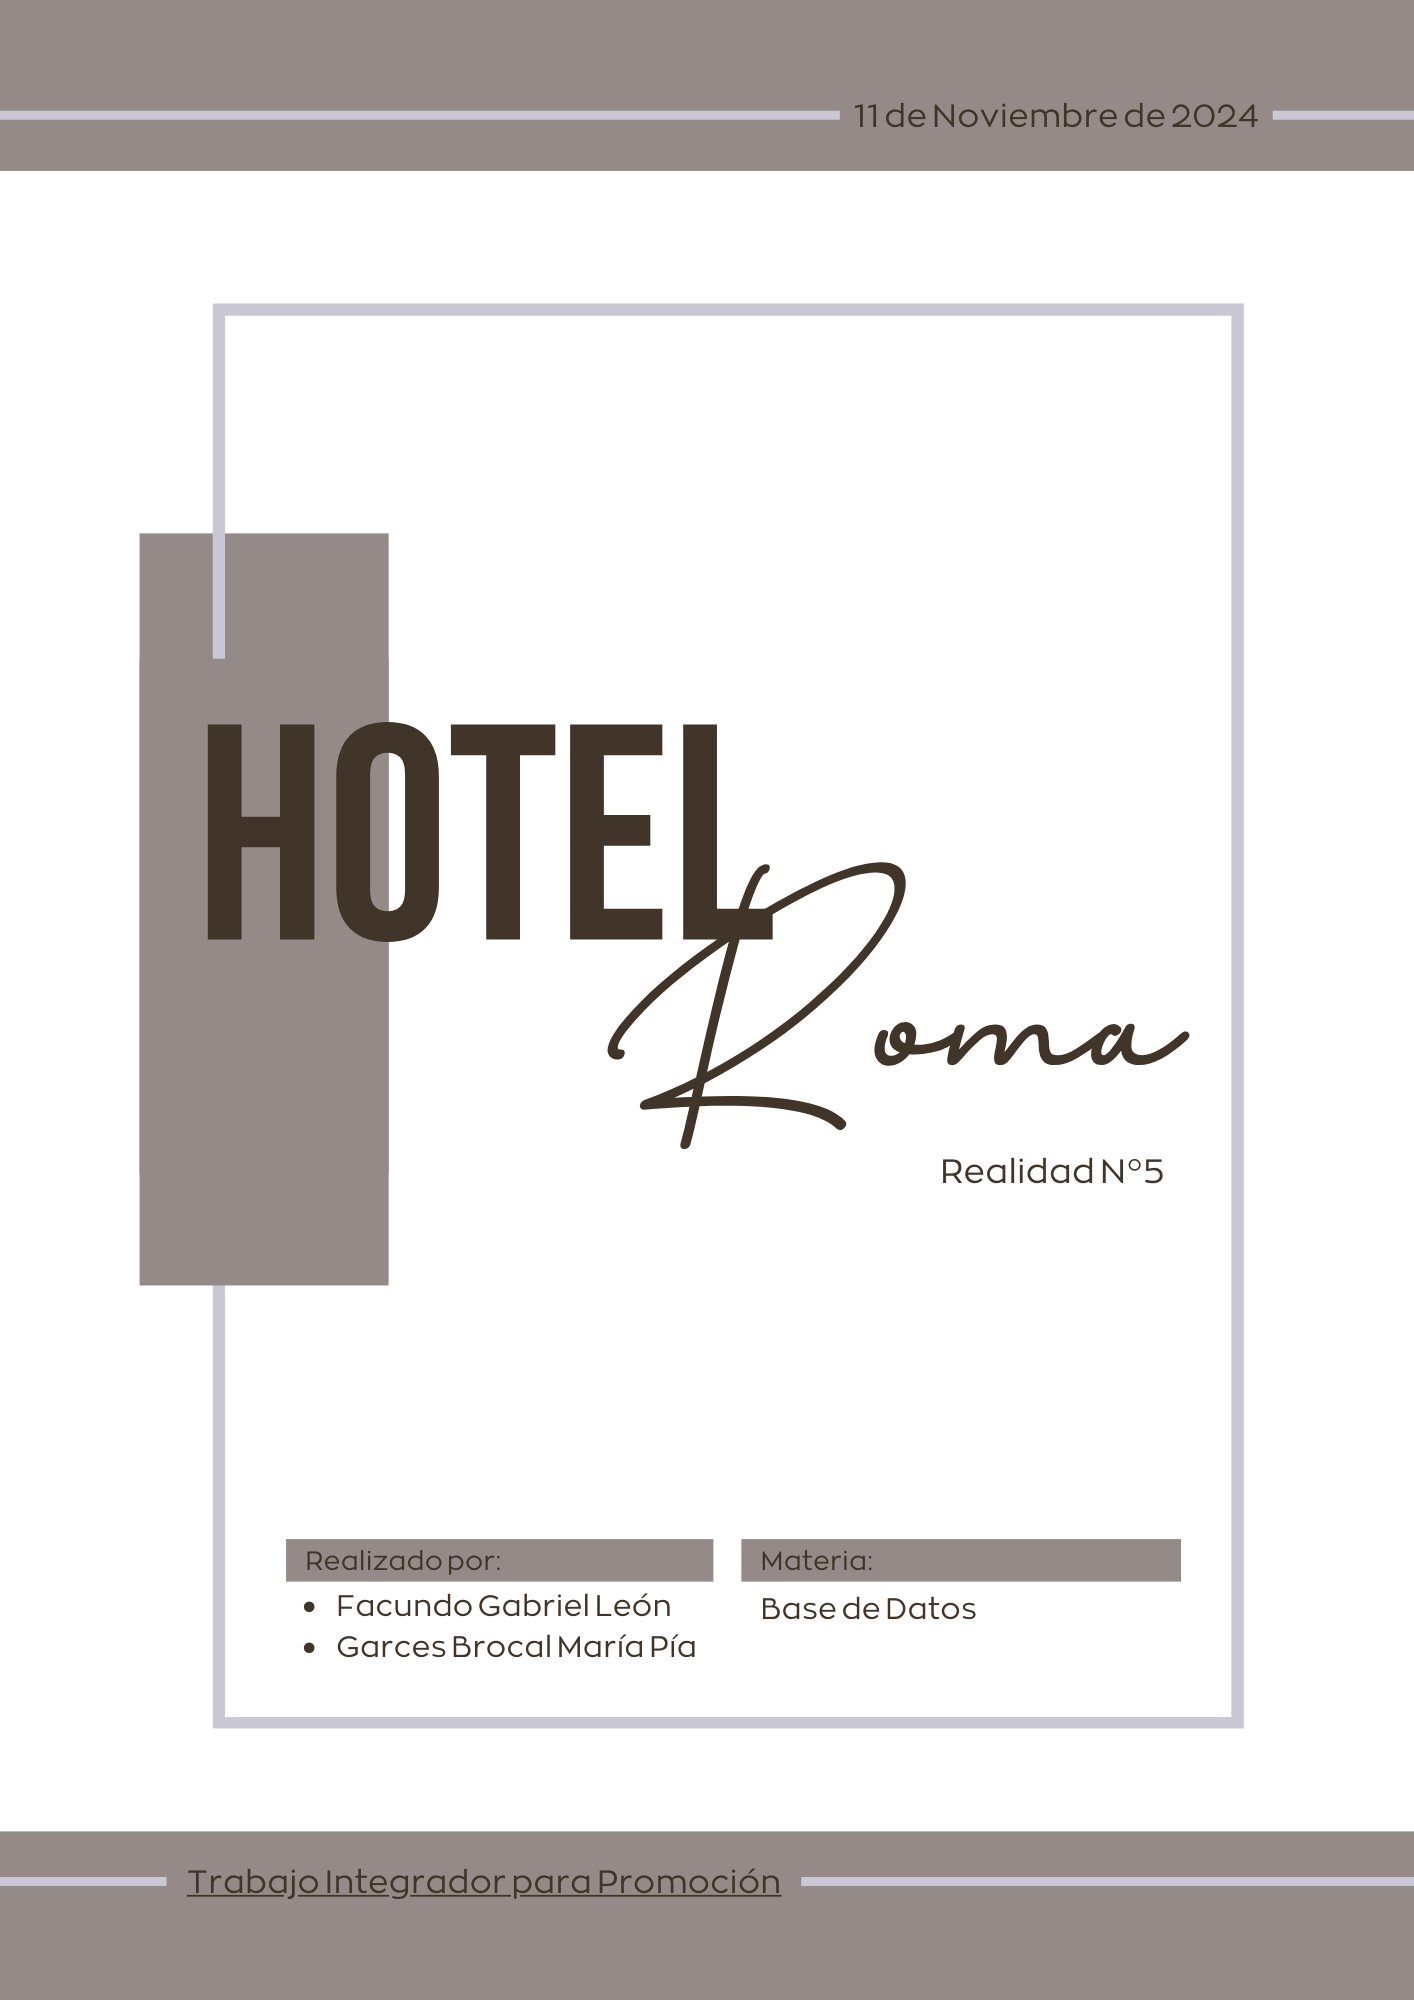 11 de Noviembre de 2024
HOTEL
Roma
Realidad N°5
Realizado por:
• Facundo Gabriel León
• Garces Brocal María Pía
Materia:
Base de Datos
Trabajo Integrador para Promoción